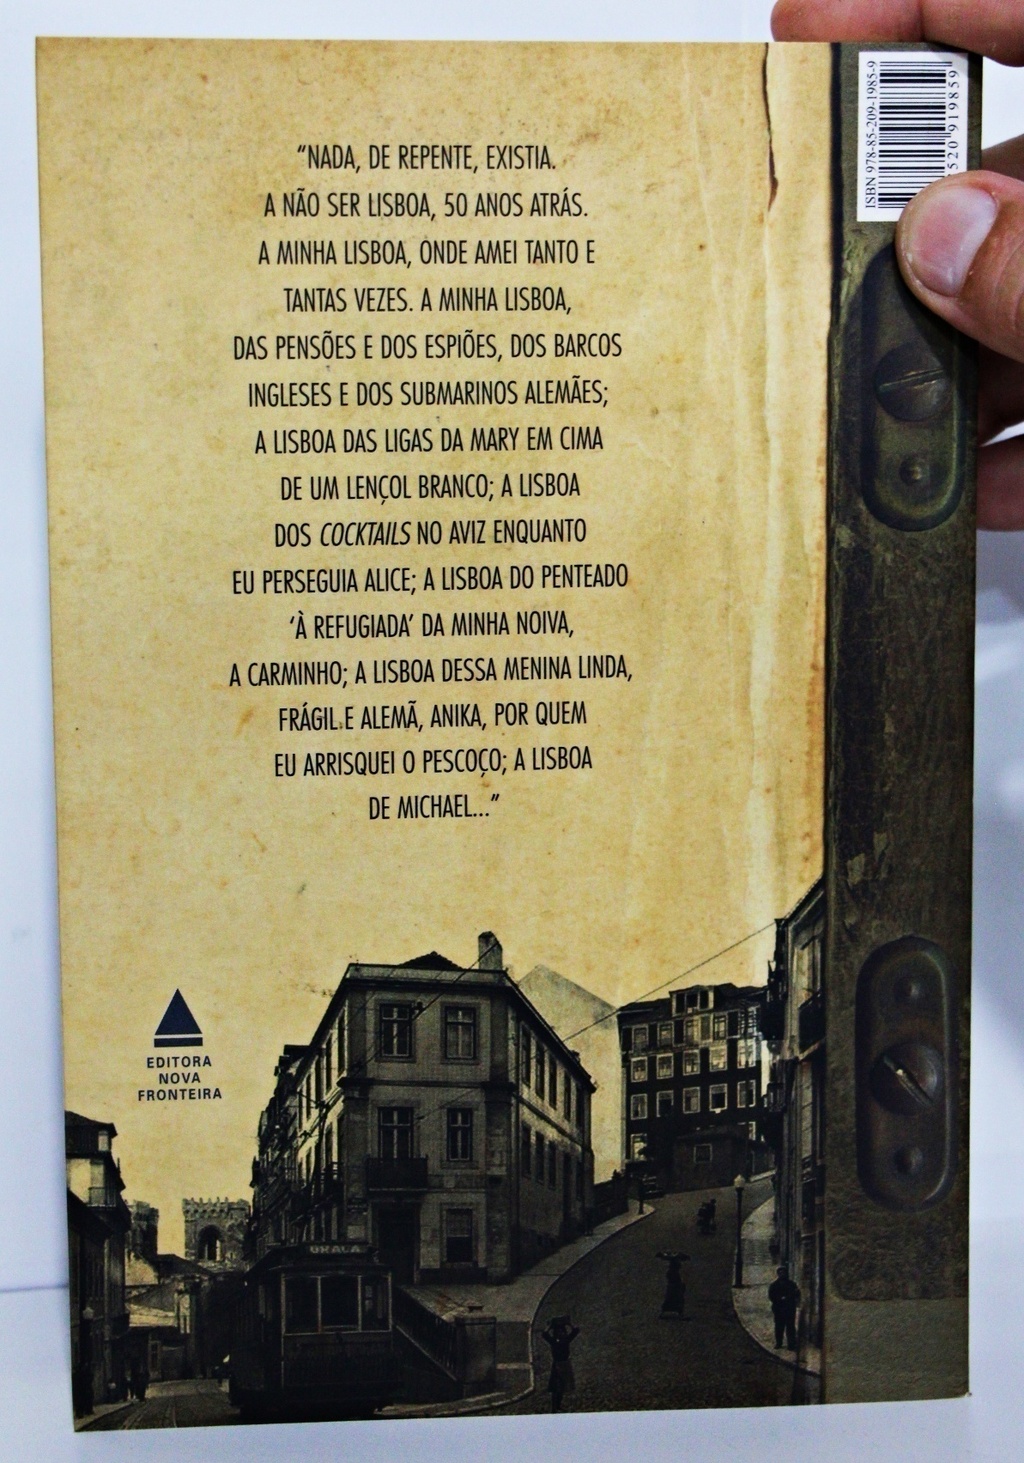 “NADA, DE REPENTE, EXISTIA.
A NÃO SER LISBOA, 50 ANOS ATRÁS.
A MINHA LISBOA, ONDE AMEI TANTO E
TANTAS VEZES. A MINHA LISBOA,
DAS PENSÕES E DOS ESPIÕES, DOS BARCOS
INGLESES E DOS SUBMARINOS ALEMÃES;
A LISBOA DAS LIGAS DA MARY EM CIMA
DE UM LENÇOL BRANCO; A LISBOA
DOS COCKTAILS NO AVIZ ENQUANTO
EU PERSEGUIA ALICE; A LISBOA DO PENTEADO
‘À REFUGIADA’ DA MINHA NOIVA,
A CARMINHO; A LISBOA DESSA MENINA LINDA,
FRÁGIL E ALEMÃ, ANIKA, POR QUEM
EU ARRISQUEI O PESCOÇO; A LISBOA
DE MICHAEL...”
ISBN 978-85-209-1985-9
520 919859
EDITORA
NOVA
FRONTEIRA